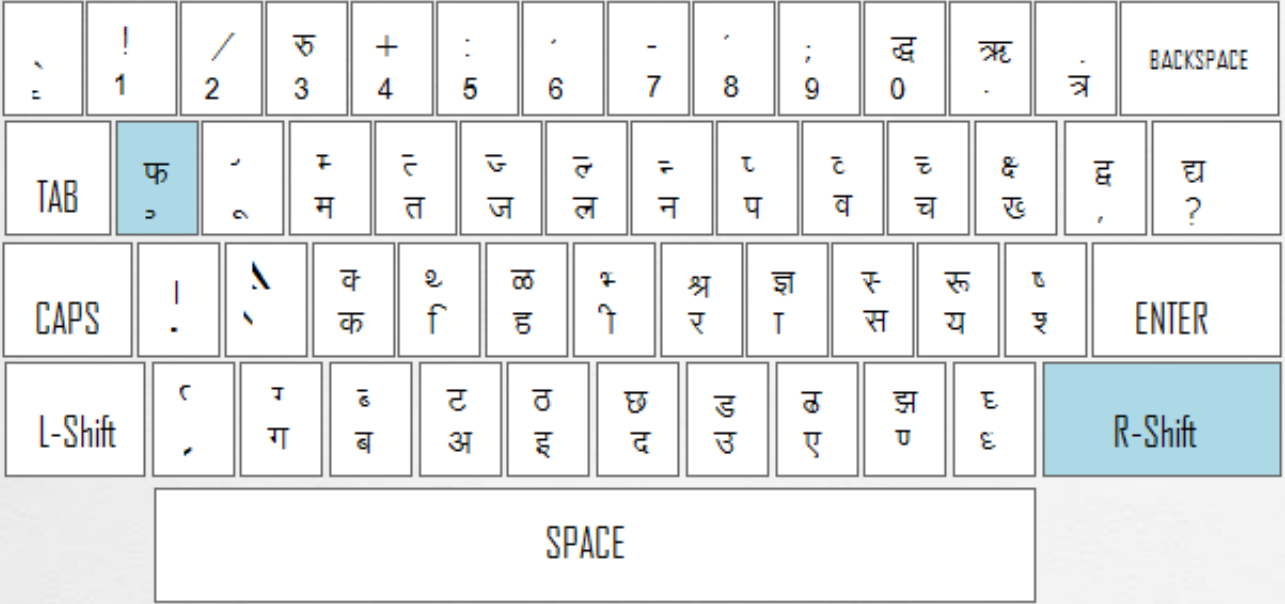 ! / रु + : - ; द्ध ऋ .
1 2 3 4 5 6 7 8 9 0 . त्र BACKSPACE
फ म् त् ज् ल् न् प् व् च् क्ष् द्व द्य
TAB ु ू म त ज ल न प व च ख् , ?
। क् थ् ळ भ् श्र ज्ञ स् रू ष्
CAPS . क ि ह ी र ा स य श् ENTER
ग् ब् ट ठ छ ड ढ झ घ्
L-Shift ग ब अ इ द उ ए ण् R-Shift
SPACE